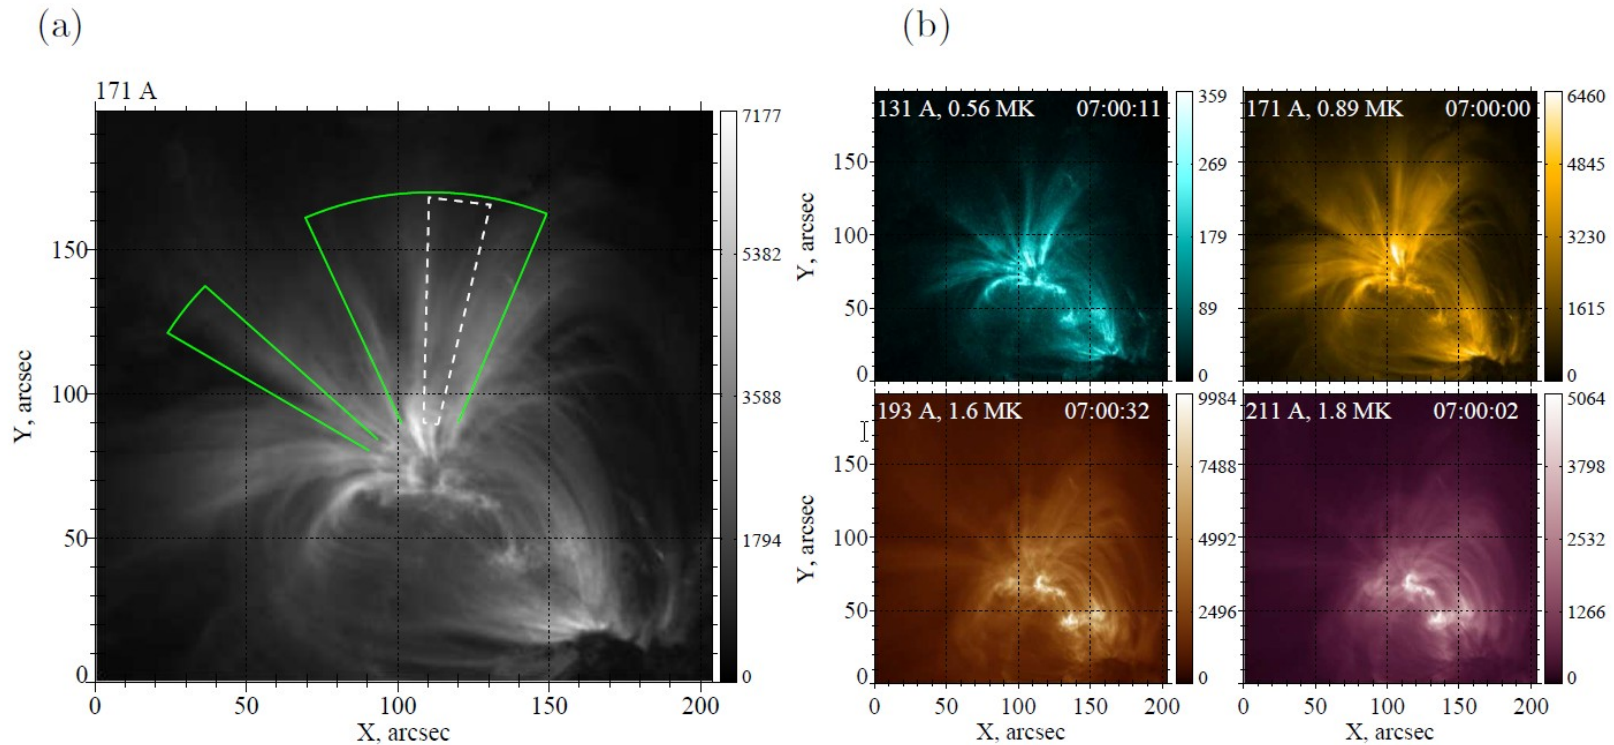 (a)
171 A
7177
5382
3588
1794
0
150
100
50
0
Y, arcsec
0 50 100 150 200
X, arcsec
(b)
131 A, 0.56 MK 07:00:11
359
269
179
89
0
150
100
50
0
Y, arcsec
171 A, 0.89 MK 07:00:00
6460
4845
3230
1615
0
193 A, 1.6 MK 07:00:32
9984
7488
4992
2496
0
150
100
50
0
Y, arcsec
0 50 100 150 200
X, arcsec
211 A, 1.8 MK 07:00:02
5064
3798
2532
1266
0
0 50 100 150 200
X, arcsec